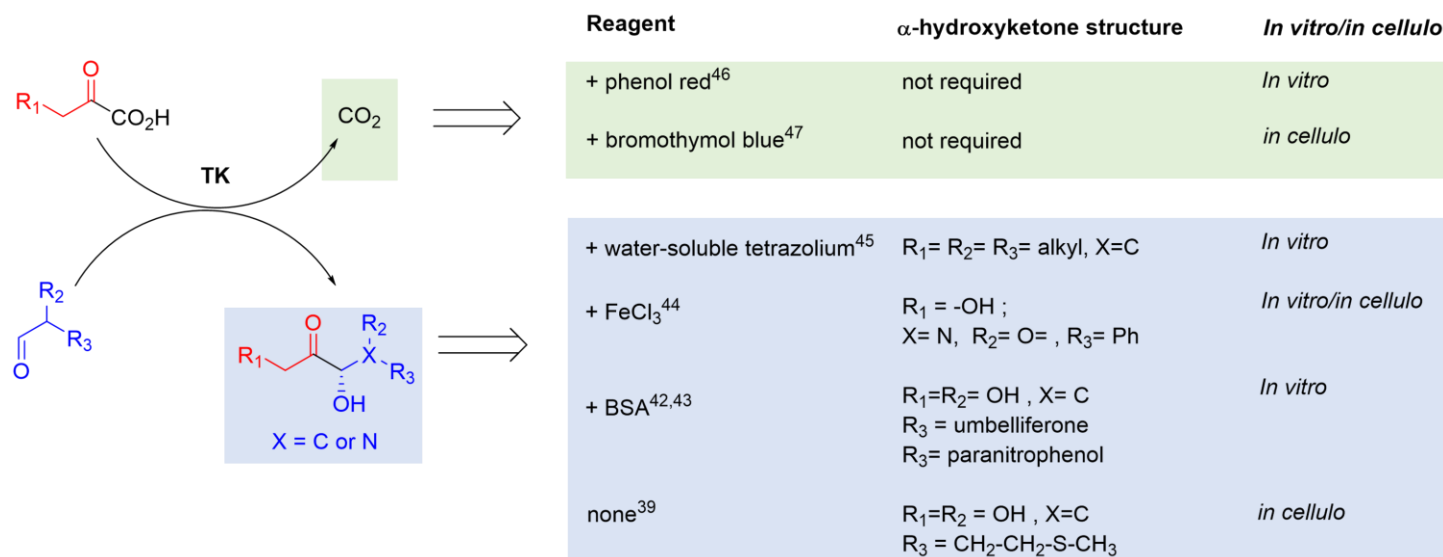 Reagent α-hydroxyketone structure In vitro/in cellulo
+ phenol red46 not required In vitro
+ bromothymol blue47 not required in cellulo
O
R1
CO2H
CO2
TK
R2
R3
O
O
R1
R2
X
R3
OH
X = C or N
+ water-soluble tetrazolium45 R1= R2= R3= alkyl, X=C In vitro
+ FeCl3 44 R1 = -OH ; In vitro/in cellulo
X= N, R2= O= , R3= Ph
+ BSA42,43 R1=R2= OH , X= C In vitro
R3 = umbelliferone
R3= paranitrophenol
none39 R1=R2 = OH , X=C in cellulo
R3 = CH2-CH2-S-CH3